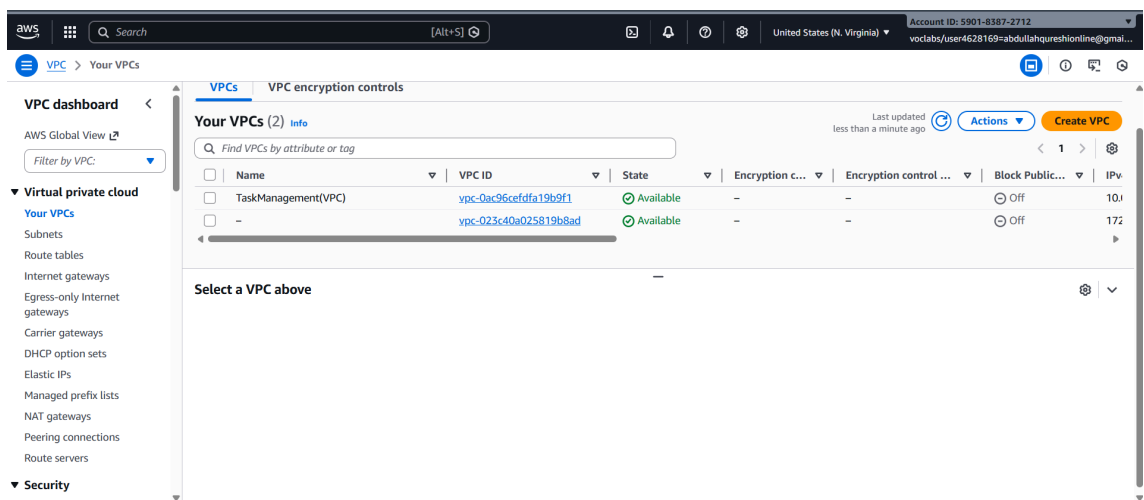 aws
Search [Alt+S]
United States (N. Virginia)
Account ID: 5901-8387-2712
voclabs/user4628169=abdullahqureshionline@gmai...
VPC > Your VPCs
VPC dashboard
AWS Global View
Filter by VPC:
Virtual private cloud
Your VPCs
Subnets
Route tables
Internet gateways
Egress-only Internet
gateways
Carrier gateways
DHCP option sets
Elastic IPs
Managed prefix lists
NAT gateways
Peering connections
Route servers
Security
VPCs VPC encryption controls
Your VPCs (2) Info
Last updated
less than a minute ago
Actions
Create VPC
Find VPCs by attribute or tag
1
Name VPC ID State Encryption c... Encryption control ... Block Public... IPv
TaskManagement(VPC) vpc-0ac96cefdfa19b9f1 Available – – Off 10.
– vpc-023c40a025819b8ad Available – – Off 172
Select a VPC above